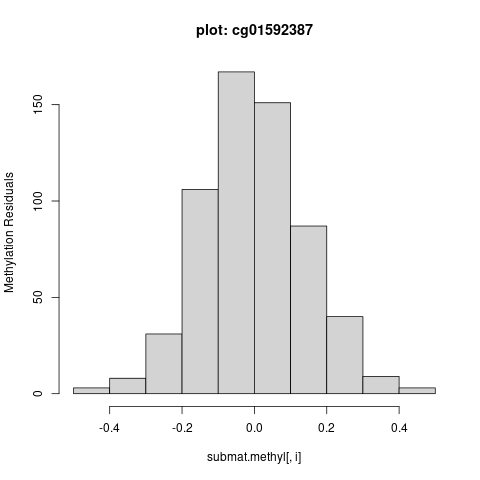 plot: cg01592387
Methylation Residuals
150
100
50
0
-0.4 -0.2 0.0 0.2 0.4
submat.methyl[, i]